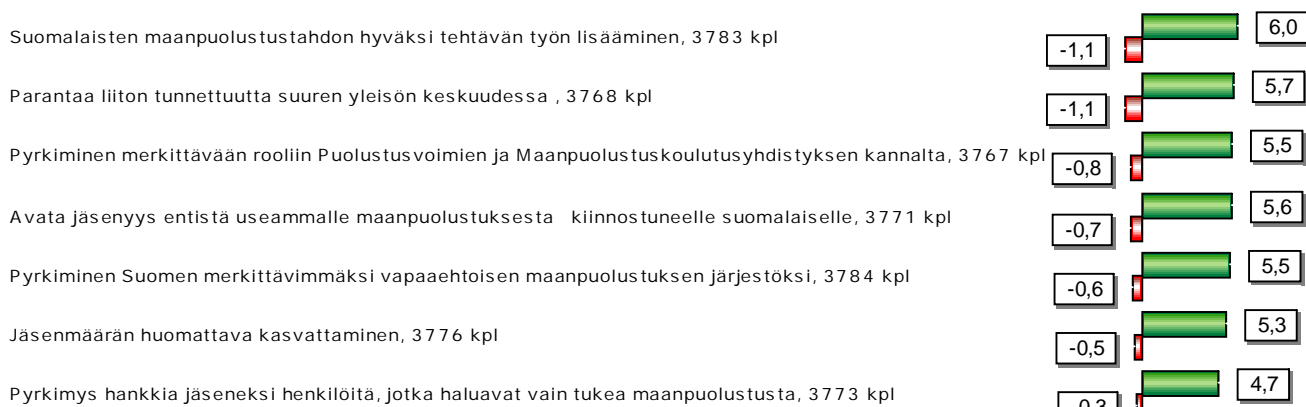 Suomalaisten maanpuolustustahdon hyväksi tehtävän työn lisääminen, 3783 kpl
6,0
-1,1
Parantaa liiton tunnettuutta suuren yleisön keskuudessa , 3768 kpl
5,7
-1,1
Pyrkiminen merkittävään rooliin Puolustusvoimien ja Maanpuolustuskoulutusyhdistyksen kannalta, 3767 kpl
5,5
-0,8
Avata jäsenyys entistä useammalle maanpuolustuksesta kiinnostuneelle suomalaiselle, 3771 kpl
5,6
-0,7
Pyrkiminen Suomen merkittävimmäksi vapaaehtoisen maanpuolustuksen järjestöksi, 3784 kpl
5,5
-0,6
Jäsenmäärän huomattava kasvattaminen, 3776 kpl
5,3
-0,5
Pyrkimys hankkia jäseneksi henkilöitä, jotka haluavat vain tukea maanpuolustusta, 3773 kpl
4,7
-0,3